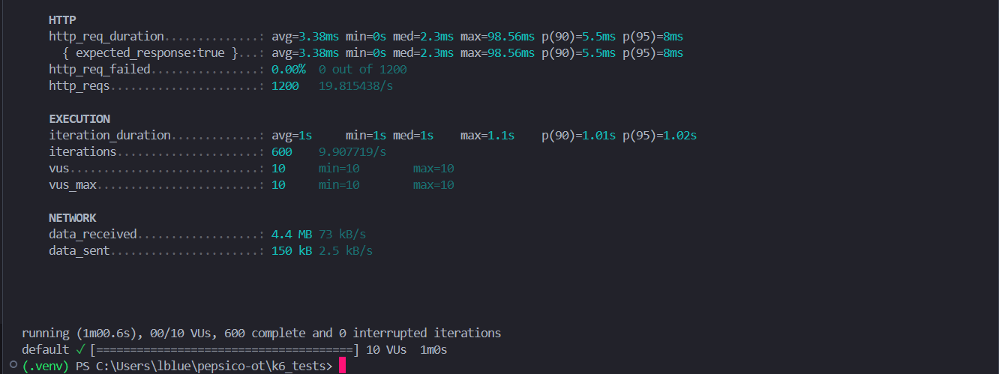 HTTP
http_req_duration..............: avg=3.38ms min=0s med=2.3ms max=98.56ms p(90)=5.5ms p(95)=8ms
{ expected_response:true }...: avg=3.38ms min=0s med=2.3ms max=98.56ms p(90)=5.5ms p(95)=8ms
http_req_failed................: 0.00% 0 out of 1200
http_reqs......................: 1200 19.815438/s
EXECUTION
iteration_duration.............: avg=1s min=1s med=1s max=1.1s p(90)=1.01s p(95)=1.02s
iterations.....................: 600 9.907719/s
vus............................: 10 min=10 max=10
vus_max........................: 10 min=10 max=10
NETWORK
data_received..................: 4.4 MB 73 kB/s
data_sent......................: 150 kB 2.5 kB/s
running (1m00.6s), 00/10 VUs, 600 complete and 0 interrupted iterations
default ✓ [======================================] 10 VUs 1m0s
(.venv) PS C:\Users\lblue\pepsico-ot\k6_tests>